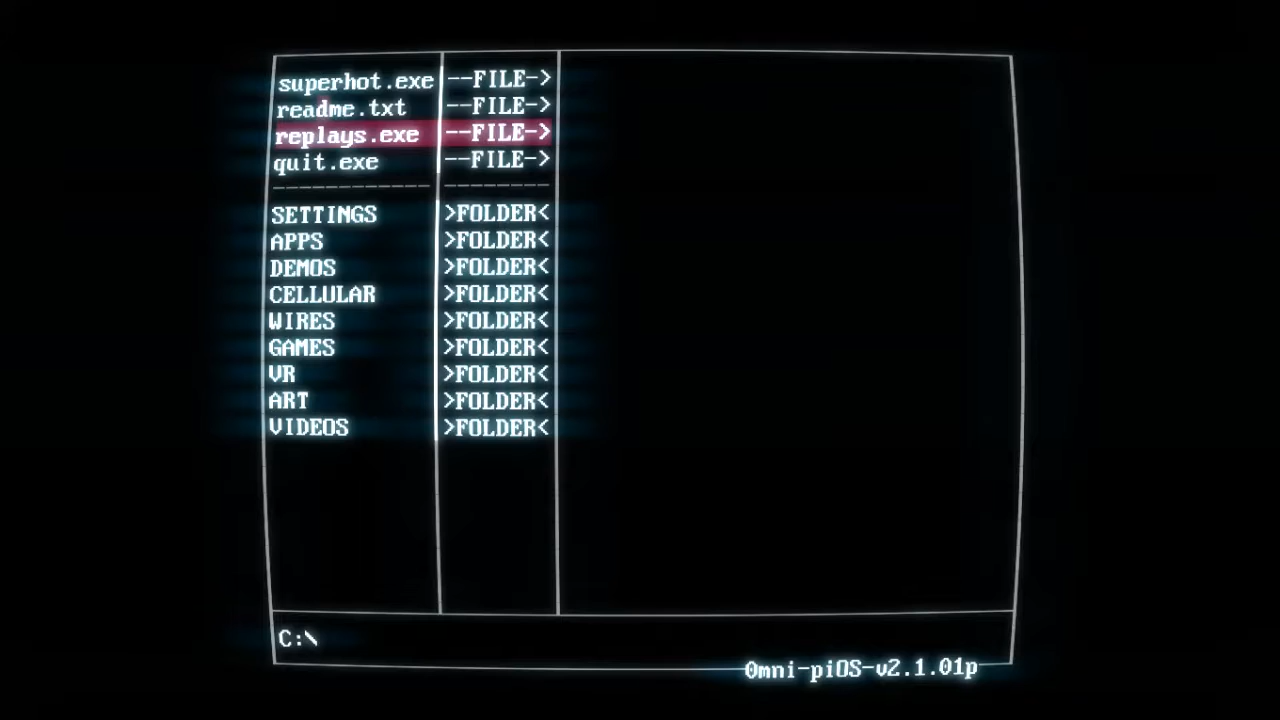 superhot.exe --FILE->
readme.txt --FILE->
replays.exe --FILE->
quit.exe --FILE->
------------ --------
SETTINGS >FOLDER<
APPS >FOLDER<
DEMOS >FOLDER<
CELLULAR >FOLDER<
WIRES >FOLDER<
GAMES >FOLDER<
VR >FOLDER<
ART >FOLDER<
VIDEOS >FOLDER<
C:\
0mni-piOS-v2.1.01p